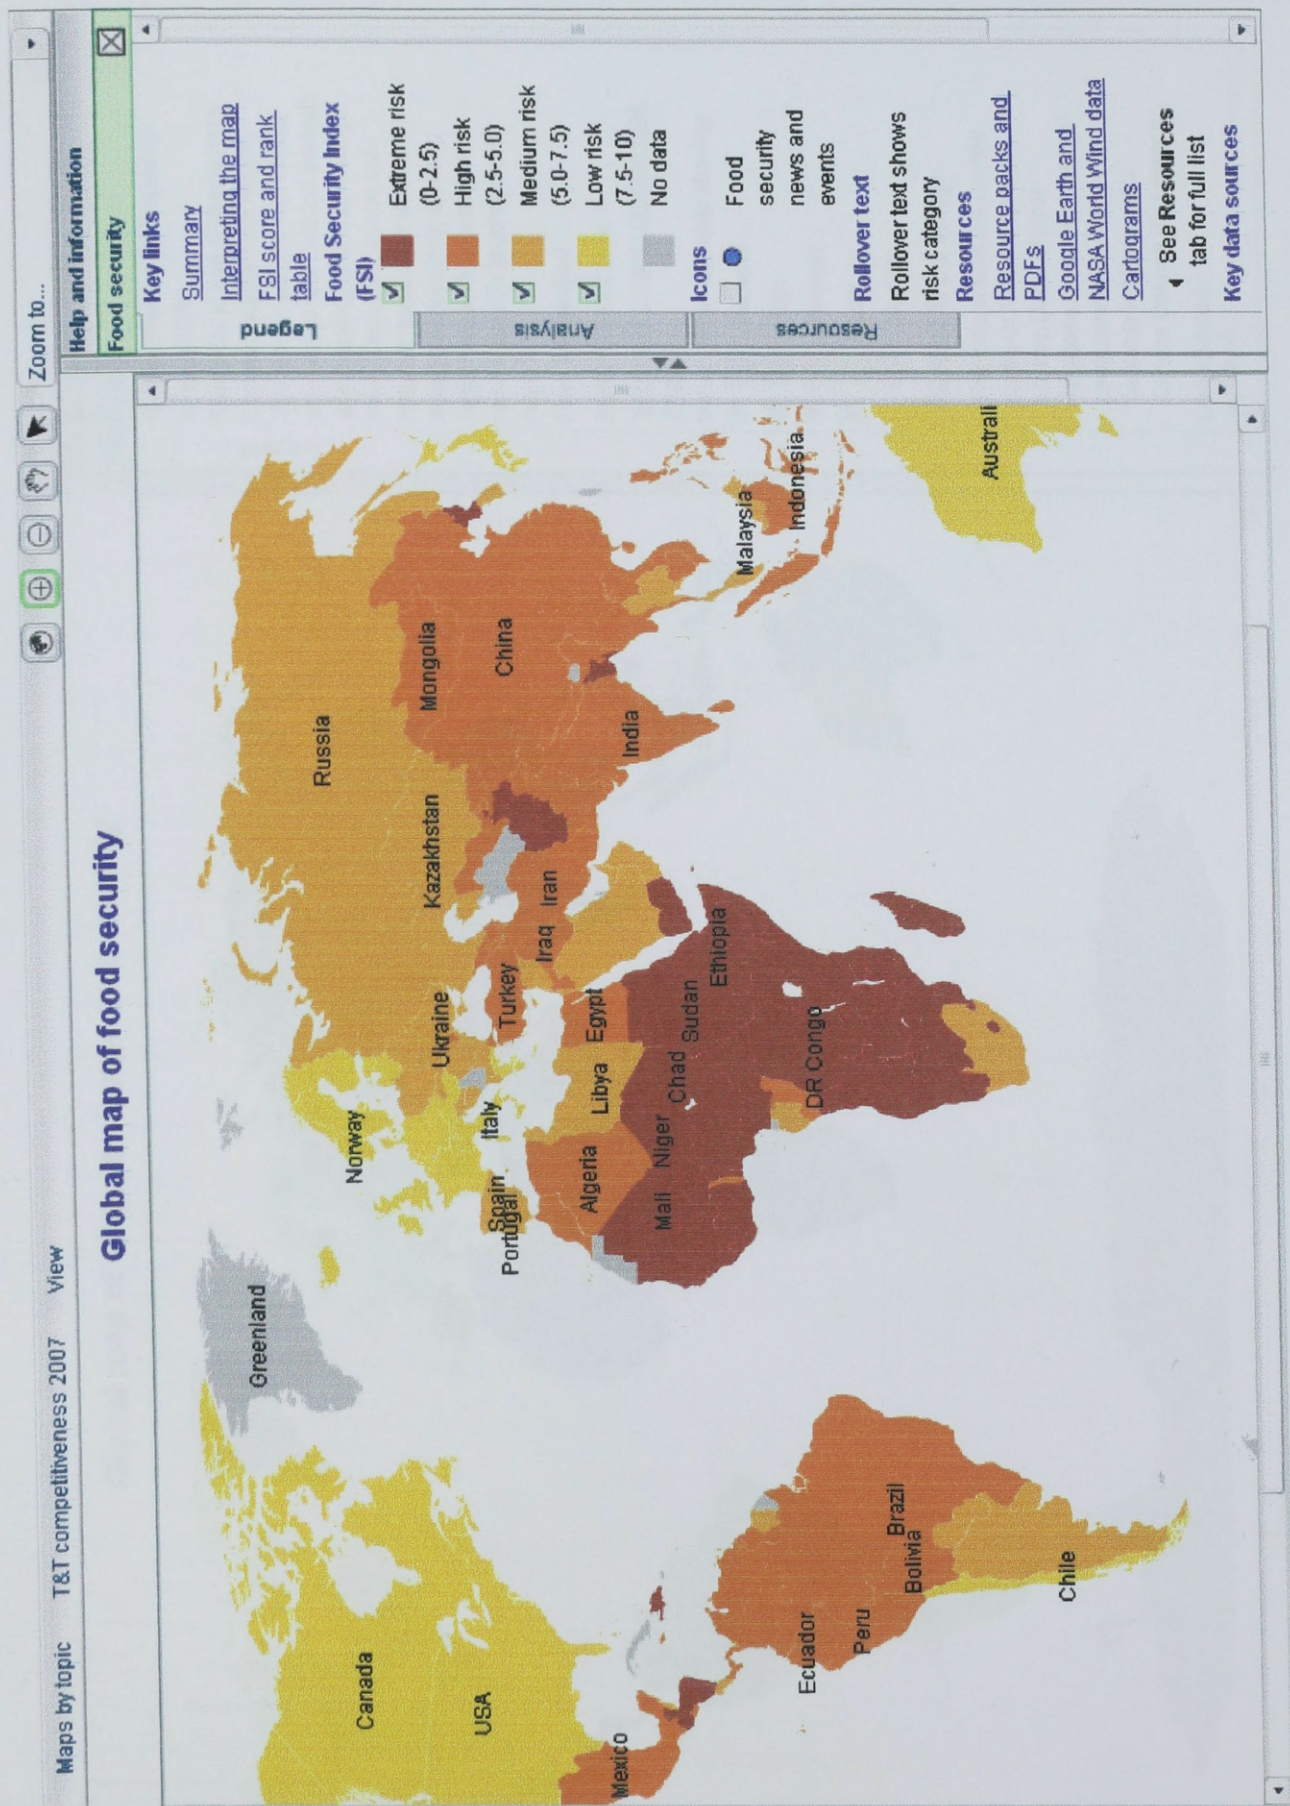 Maps by topic
T&T competitiveness 2007
View
Zoom to...
Global map of food security
Greenland
Canada
USA
Mexico
Ecuador
Peru
Bolivia
Brazil
Chile
Norway
Russia
Ukraine
Kazakhstan
Mongolia
China
Italy
Spain
Portugal
Turkey
Iraq
Iran
India
Algeria
Libya
Egypt
Mali
Niger
Chad
Sudan
Ethiopia
DR Congo
Malaysia
Indonesia
Australi
Help and information
Food security
Legend
Analysis
Resources
Key links
Summary
Interpreting the map
FSI score and rank
table
Food Security Index
(FSI)
Extreme risk
(0-2.5)
High risk
(2.5-5.0)
Medium risk
(5.0-7.5)
Low risk
(7.5-10)
No data
Icons
Food
security
news and
events
Rollover text
Rollover text shows
risk category
Resources
Resource packs and
PDFs
Google Earth and
NASA World Wind data
Cartograms
See Resources
tab for full list
Key data sources